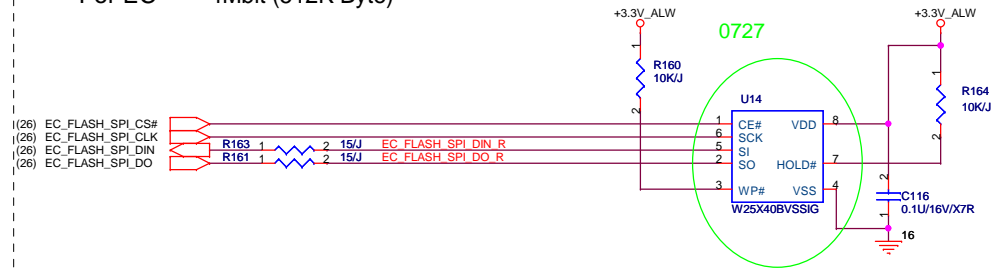 (512K Byte)
+3.3V_ALW
+3.3V_ALW
0727
1
R160
10K/J
2
1
R164
10K/J
2
U14
(26) EC_FLASH_SPI_CS#
(26) EC_FLASH_SPI_CLK
(26) EC_FLASH_SPI_DIN
(26) EC_FLASH_SPI_DO
R163 1 2 15/J EC_FLASH_SPI_DIN_R
R161 1 2 15/J EC_FLASH_SPI_DO_R
1 CE# VDD 8
6 SCK
5 SI
2 SO HOLD# 7
3 WP# VSS 4
W25X40BVSSIG
2
C116
0.1U/16V/X7R
1
16